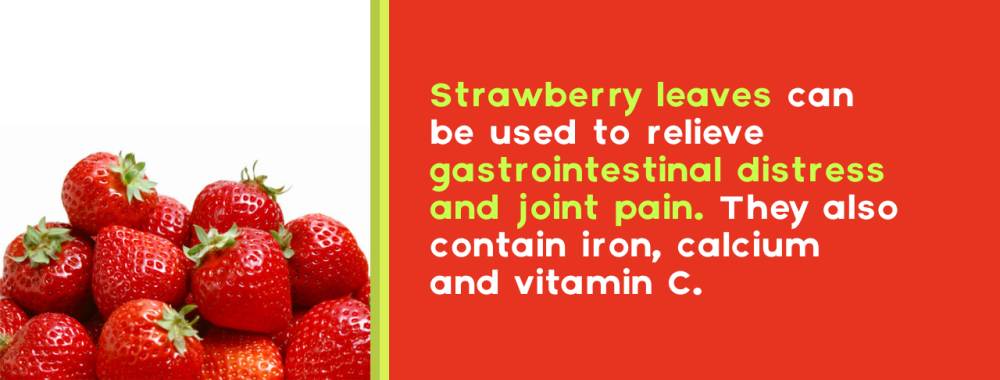 Strawberry leaves can
be used to relieve
gastrointestinal distress
and joint pain. They also
contain iron, calcium
and vitamin C.